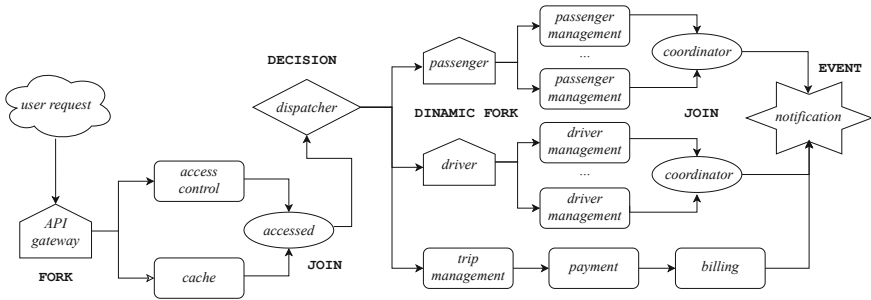 user request
API
gateway
FORK
access
control
cache
accessed
JOIN
DECISION
dispatcher
passenger
DINAMIC FORK
driver
passenger
management
...
passenger
management
driver
management
...
driver
management
coordinator
JOIN
coordinator
trip
management
payment
billing
EVENT
notification